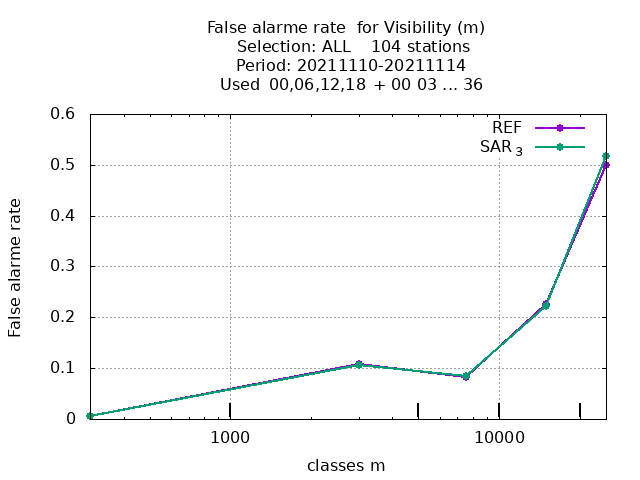 False alarme rate  for Visibility (m)
Selection: ALL    104 stations
Period: 20211110-20211114
Used  00,06,12,18  + 00 03 ... 36
0.6
0.5
0.4
0.3
0.2
0.1
0
False alarme rate
REF
SAR 3
1000
10000
classes m